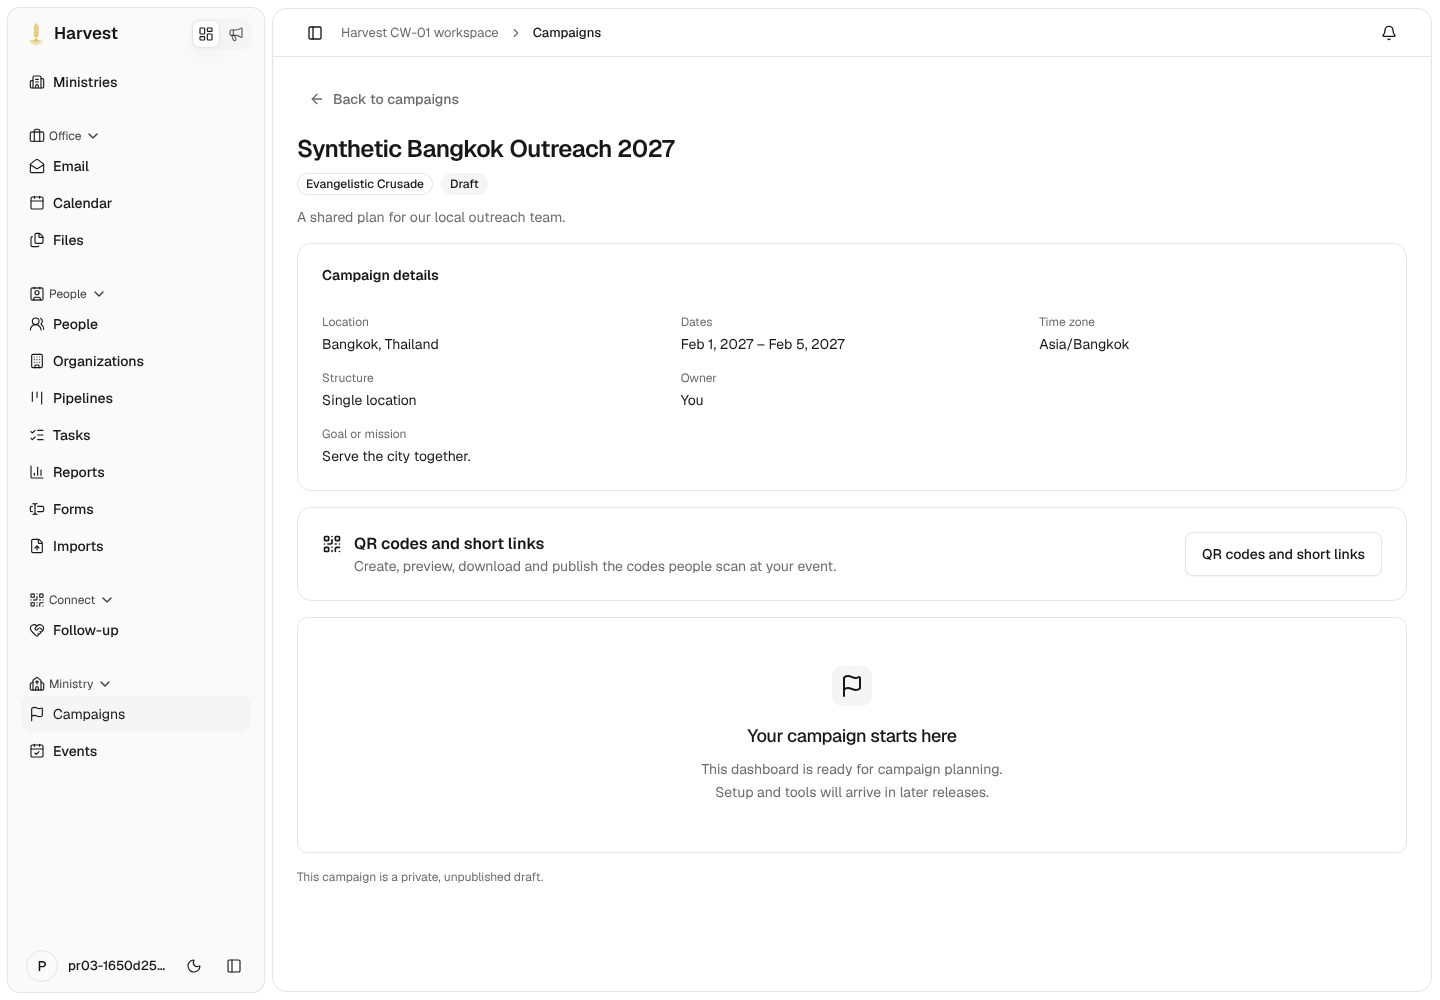 Harvest
Ministries
Office
Email
Calendar
Files
People
People
Organizations
Pipelines
Tasks
Reports
Forms
Imports
Connect
Follow-up
Ministry
Campaigns
Events
P
pr03-1650d25...
Harvest CW-01 workspace > Campaigns
Back to campaigns
Synthetic Bangkok Outreach 2027
Evangelistic Crusade Draft
A shared plan for our local outreach team.
Campaign details
Location Dates Time zone
Bangkok, Thailand Feb 1, 2027 – Feb 5, 2027 Asia/Bangkok
Structure Owner
Single location You
Goal or mission
Serve the city together.
QR codes and short links
Create, preview, download and publish the codes people scan at your event.
QR codes and short links
Your campaign starts here
This dashboard is ready for campaign planning.
Setup and tools will arrive in later releases.
This campaign is a private, unpublished draft.